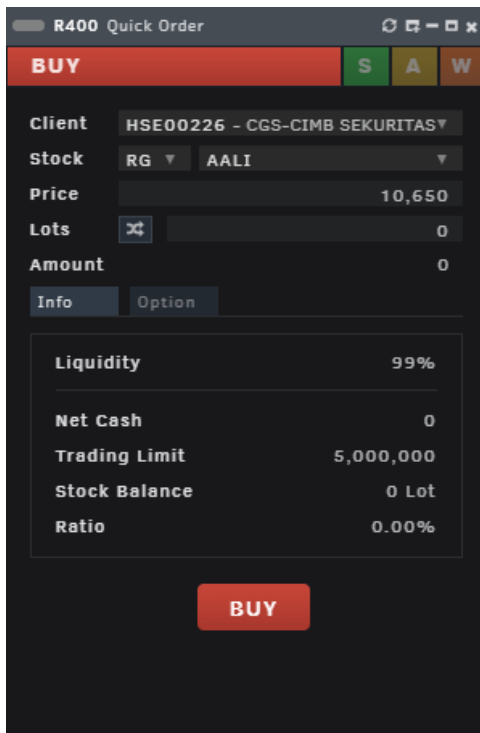 R400 Quick Order
BUY S A W
Client HSE00226 - CGS-CIMB SEKURITAS
Stock RG AALI
Price 10,650
Lots 0
Amount 0
Info Option
Liquidity 99%
Net Cash 0
Trading Limit 5,000,000
Stock Balance 0 Lot
Ratio 0.00%
BUY